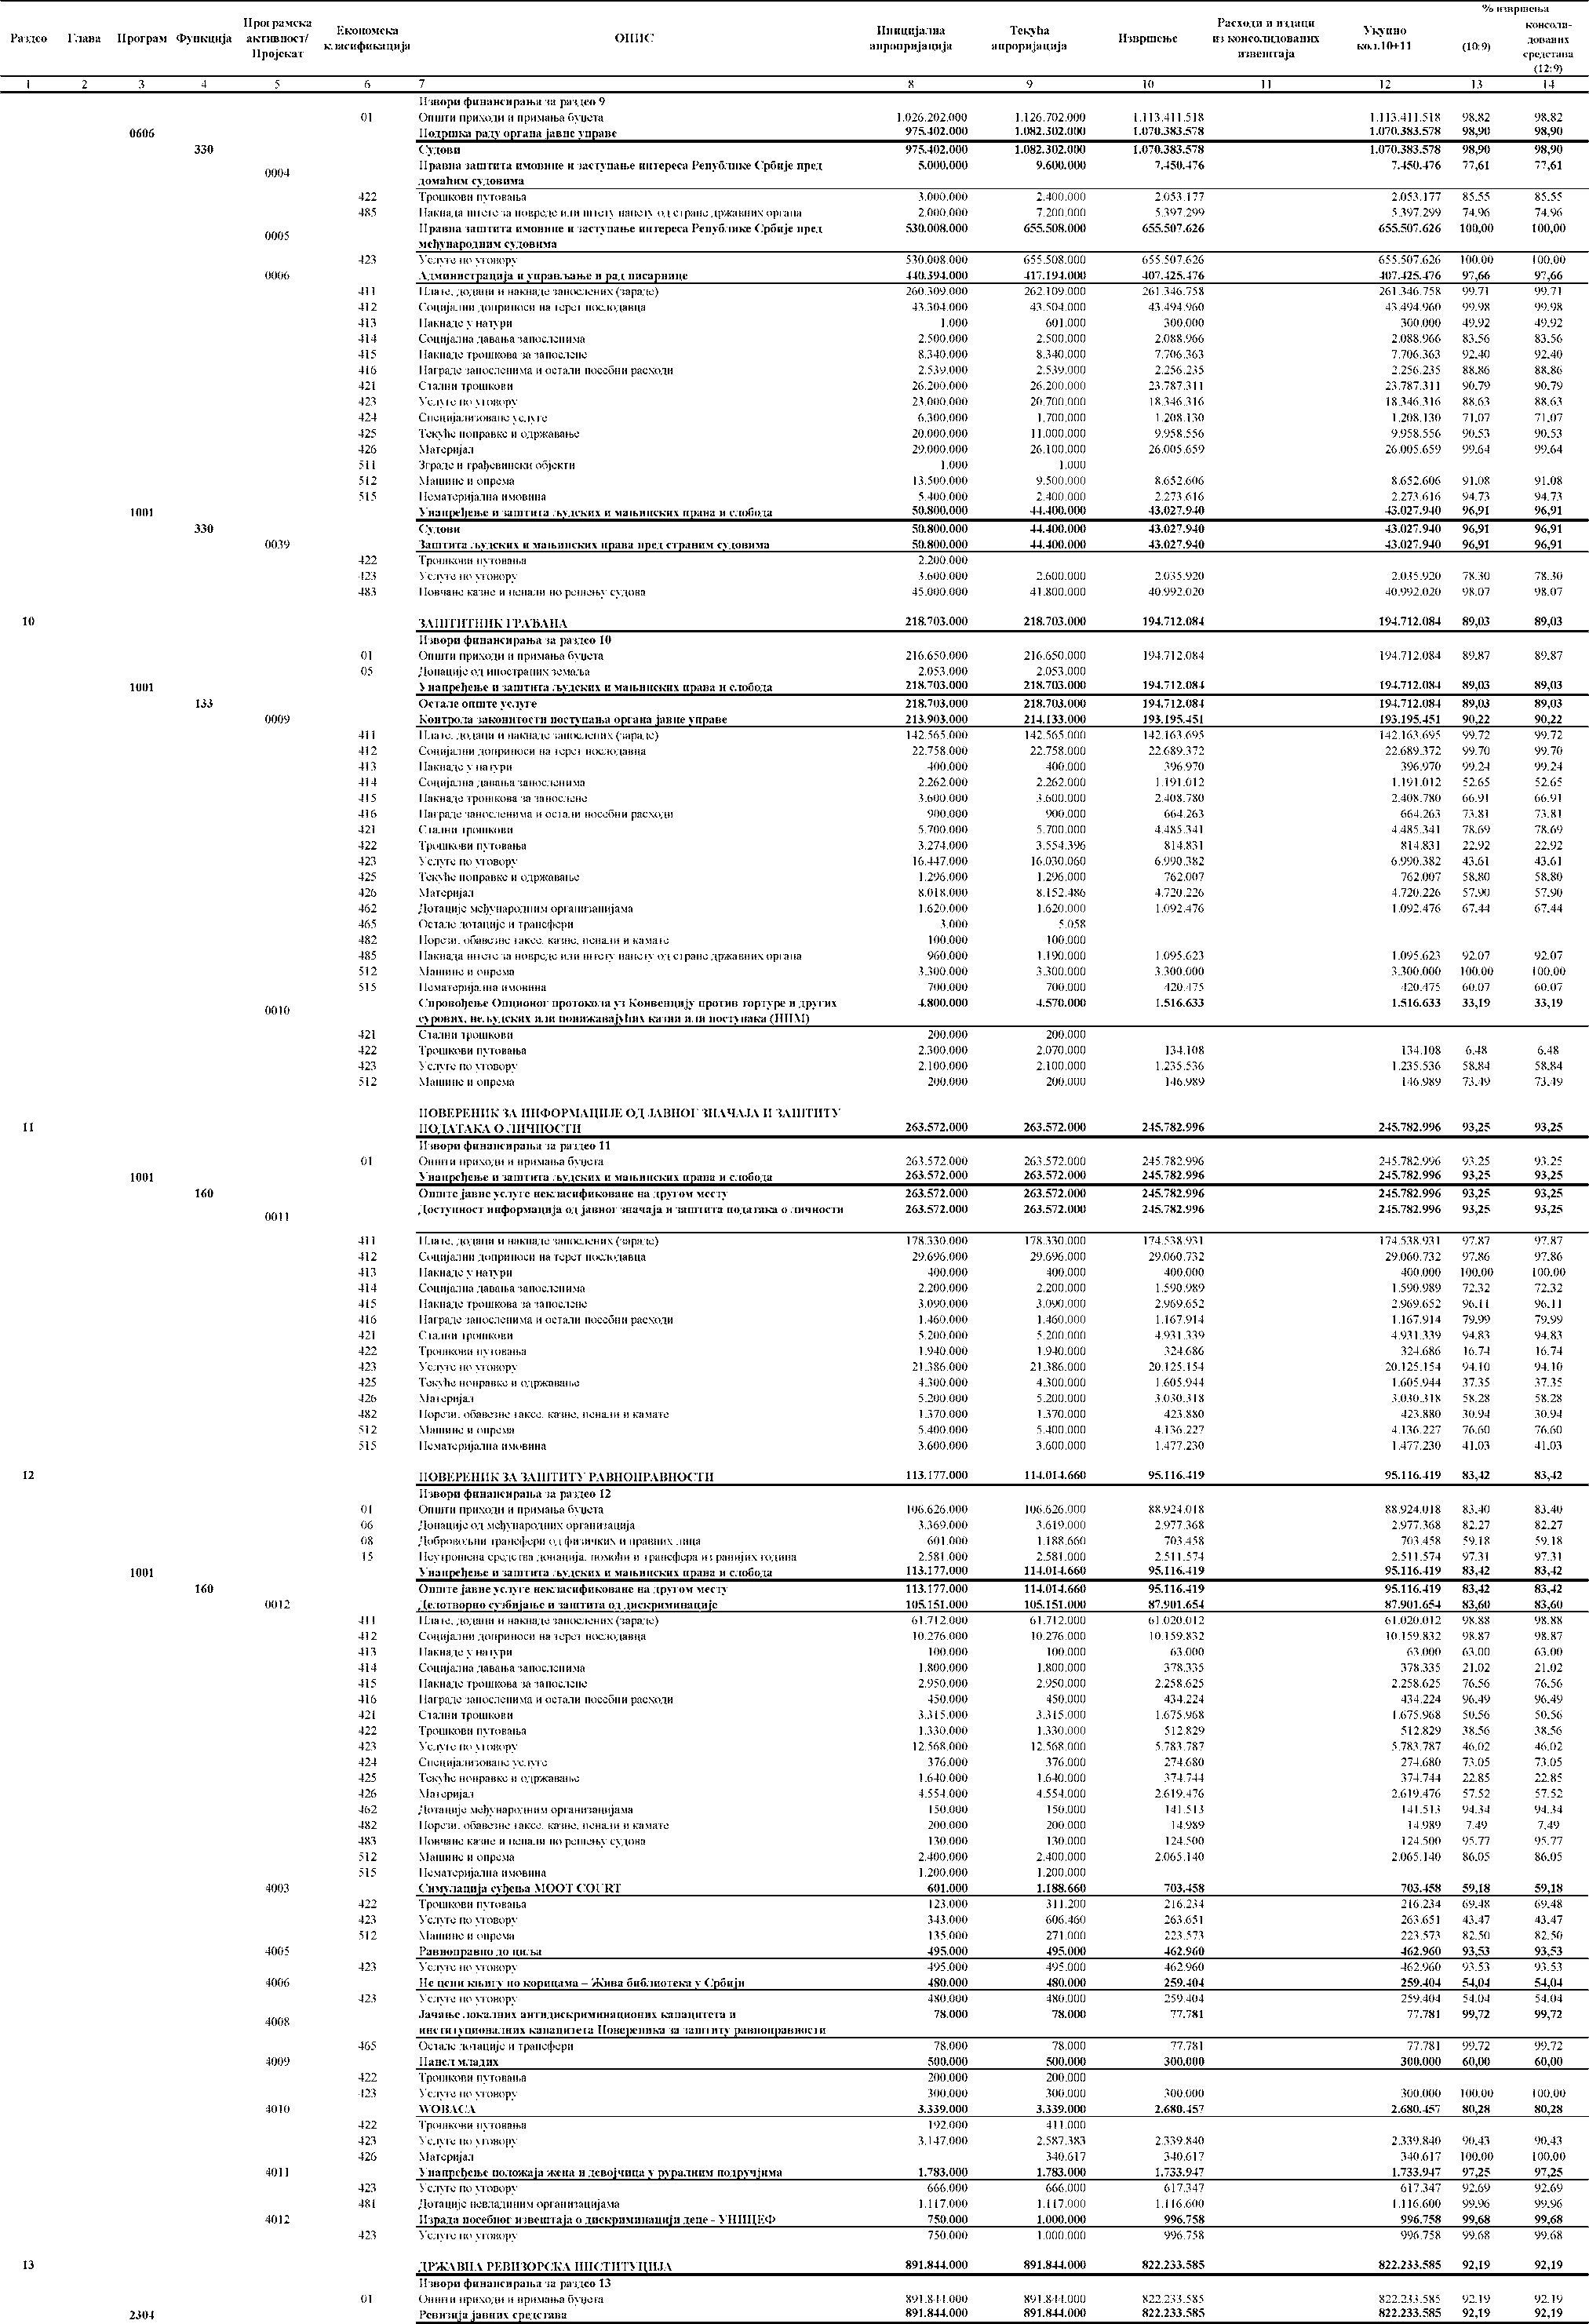 Раздео Глава Програм Функција Програмска активност/ Пројекат Економска класификација ОПИС Иницијална апропријација Текућа апроријација Извршење Расходи и издаци из консолидованих извештаја Укупно кол.10+11 % извршења (10:9) консоли-дованих средстава (12:9)
1 2 3 4 5 6 7 8 9 10 11 12 13 14
Извори финансирања за раздео 9
01 Општи приходи и примања буџета 1.026.202.000 1.126.702.000 1.113.411.518 1.113.411.518 98,82 98,82
0606 Подршка раду органа јавне управе 975.402.000 1.082.302.000 1.070.383.578 1.070.383.578 98,90 98,90
330 Судови 975.402.000 1.082.302.000 1.070.383.578 1.070.383.578 98,90 98,90
0004 Правна заштита имовине и заступање интереса Републике Србије пред 5.000.000 9.600.000 7.450.476 7.450.476 77,61 77,61
домаћим судовима
422 Трошкови путовања 3.000.000 2.400.000 2.053.177 2.053.177 85,55 85,55
485 Накнада штете за повреде или штету нанету од стране државних органа 2.000.000 7.200.000 5.397.299 5.397.299 74,96 74,96
0005 Правна заштита имовине и заступање интереса Републике Србије пред 530.008.000 655.508.000 655.507.626 655.507.626 100,00 100,00
међународним судовима
423 Услуге по уговору 530.008.000 655.508.000 655.507.626 655.507.626 100,00 100,00
0006 Администрација и управљање и рад писарнице 440.394.000 417.194.000 407.425.476 407.425.476 97,66 97,66
411 Плате, додаци и накнаде запослених (зараде) 260.309.000 262.109.000 261.346.758 261.346.758 99,71 99,71
412 Социјални доприноси на терет послодавца 43.304.000 43.504.000 43.494.960 43.494.960 99,98 99,98
413 Накнаде у натури 1.000 601.000 300.000 300.000 49,92 49,92
414 Социјална давања запосленима 2.500.000 2.500.000 2.088.966 2.088.966 83,56 83,56
415 Накнаде трошкова за запослене 8.340.000 8.340.000 7.706.363 7.706.363 92,40 92,40
416 Награде запосленима и остали посебни расходи 2.539.000 2.539.000 2.256.235 2.256.235 88,86 88,86
421 Стални трошкови 26.200.000 26.200.000 23.787.311 23.787.311 90,79 90,79
423 Услуге по уговору 23.000.000 20.700.000 18.346.316 18.346.316 88,63 88,63
424 Специјализоване услуге 6.300.000 1.700.000 1.208.130 1.208.130 71,07 71,07
425 Текуће поправке и одржавање 20.000.000 11.000.000 9.958.556 9.958.556 90,53 90,53
426 Материјал 29.000.000 26.100.000 26.005.659 26.005.659 99,64 99,64
511 Зграде и грађевински објекти 1.000 1.000
512 Машине и опрема 13.500.000 9.500.000 8.652.606 8.652.606 91,08 91,08
515 Нематеријална имовина 5.400.000 2.400.000 2.273.616 2.273.616 94,73 94,73
1001 Унапређење и заштита људских и мањинских права и слобода 50.800.000 44.400.000 43.027.940 43.027.940 96,91 96,91
330 Судови 50.800.000 44.400.000 43.027.940 43.027.940 96,91 96,91
0039 Заштита људских и мањинских права пред страним судовима 50.800.000 44.400.000 43.027.940 43.027.940 96,91 96,91
422 Трошкови путовања 2.200.000
423 Услуге по уговору 3.600.000 2.600.000 2.035.920 2.035.920 78,30 78,30
483 Новчане казне и пенали по решењу судова 45.000.000 41.800.000 40.992.020 40.992.020 98,07 98,07
10 ЗАШТИТНИК ГРАЂАНА 218.703.000 218.703.000 194.712.084 194.712.084 89,03 89,03
Извори финансирања за раздео 10
01 Општи приходи и примања буџета 216.650.000 216.650.000 194.712.084 194.712.084 89,87 89,87
05 Донације од иностраних земаља 2.053.000 2.053.000
1001 Унапређење и заштита људских и мањинских права и слобода 218.703.000 218.703.000 194.712.084 194.712.084 89,03 89,03
133 Остале опште услуге 218.703.000 218.703.000 194.712.084 194.712.084 89,03 89,03
0009 Контрола законитости поступања органа јавне управе 213.903.000 214.133.000 193.195.451 193.195.451 90,22 90,22
411 Плате, додаци и накнаде запослених (зараде) 142.565.000 142.565.000 142.163.695 142.163.695 99,72 99,72
412 Социјални доприноси на терет послодавца 22.758.000 22.758.000 22.689.372 22.689.372 99,70 99,70
413 Накнаде у натури 400.000 400.000 396.970 396.970 99,24 99,24
414 Социјална давања запосленима 2.262.000 2.262.000 1.191.012 1.191.012 52,65 52,65
415 Накнаде трошкова за запослене 3.600.000 3.600.000 2.408.780 2.408.780 66,91 66,91
416 Награде запосленима и остали посебни расходи 900.000 900.000 664.263 664.263 73,81 73,81
421 Стални трошкови 5.700.000 5.700.000 4.485.341 4.485.341 78,69 78,69
422 Трошкови путовања 3.274.000 3.554.396 814.831 814.831 22,92 22,92
423 Услуге по уговору 16.447.000 16.030.060 6.990.382 6.990.382 43,61 43,61
425 Текуће поправке и одржавање 1.296.000 1.296.000 762.007 762.007 58,80 58,80
426 Материјал 8.018.000 8.152.486 4.720.226 4.720.226 57,90 57,90
462 Дотације међународним организацијама 1.620.000 1.620.000 1.092.476 1.092.476 67,44 67,44
465 Остале дотације и трансфери 3.000 5.058
482 Порези, обавезне таксе, казне, пенали и камате 100.000 100.000
485 Накнада штете за повреде или штету нанету од стране државних органа 960.000 1.190.000 1.095.623 1.095.623 92,07 92,07
512 Машине и опрема 3.300.000 3.300.000 3.300.000 3.300.000 100,00 100,00
515 Нематеријална имовина 700.000 700.000 420.475 420.475 60,07 60,07
0010 Спровођење Опционог протокола уз Конвенцију против тортуре и других 4.800.000 4.570.000 1.516.633 1.516.633 33,19 33,19
сурових, нељудских или понижавајућих казни или поступака (НПМ)
421 Стални трошкови 200.000 200.000
422 Трошкови путовања 2.300.000 2.070.000 134.108 134.108 6,48 6,48
423 Услуге по уговору 2.100.000 2.100.000 1.235.536 1.235.536 58,84 58,84
512 Машине и опрема 200.000 200.000 146.989 146.989 73,49 73,49
ПОВЕРЕНИК ЗА ИНФОРМАЦИЈЕ ОД ЈАВНОГ ЗНАЧАЈА И ЗАШТИТУ
11 ПОДАТАКА О ЛИЧНОСТИ 263.572.000 263.572.000 245.782.996 245.782.996 93,25 93,25
Извори финансирања за раздео 11
01 Општи приходи и примања буџета 263.572.000 263.572.000 245.782.996 245.782.996 93,25 93,25
1001 Унапређење и заштита људских и мањинских права и слобода 263.572.000 263.572.000 245.782.996 245.782.996 93,25 93,25
160 Опште јавне услуге некласификоване на другом месту 263.572.000 263.572.000 245.782.996 245.782.996 93,25 93,25
0011 Доступност информација од јавног значаја и заштита података о личности 263.572.000 263.572.000 245.782.996 245.782.996 93,25 93,25
411 Плате, додаци и накнаде запослених (зараде) 178.330.000 178.330.000 174.538.931 174.538.931 97,87 97,87
412 Социјални доприноси на терет послодавца 29.696.000 29.696.000 29.060.732 29.060.732 97,86 97,86
413 Накнаде у натури 400.000 400.000 400.000 400.000 100,00 100,00
414 Социјална давања запосленима 2.200.000 2.200.000 1.590.989 1.590.989 72,32 72,32
415 Накнаде трошкова за запослене 3.090.000 3.090.000 2.969.652 2.969.652 96,11 96,11
416 Награде запосленима и остали посебни расходи 1.460.000 1.460.000 1.167.914 1.167.914 79,99 79,99
421 Стални трошкови 5.200.000 5.200.000 4.931.339 4.931.339 94,83 94,83
422 Трошкови путовања 1.940.000 1.940.000 324.686 324.686 16,74 16,74
423 Услуге по уговору 21.386.000 21.386.000 20.125.154 20.125.154 94,10 94,10
425 Текуће поправке и одржавање 4.300.000 4.300.000 1.605.944 1.605.944 37,35 37,35
426 Материјал 5.200.000 5.200.000 3.030.318 3.030.318 58,28 58,28
482 Порези, обавезне таксе, казне, пенали и камате 1.370.000 1.370.000 423.880 423.880 30,94 30,94
512 Машине и опрема 5.400.000 5.400.000 4.136.227 4.136.227 76,60 76,60
515 Нематеријална имовина 3.600.000 3.600.000 1.477.230 1.477.230 41,03 41,03
12 ПОВЕРЕНИК ЗА ЗАШТИТУ РАВНОПРАВНОСТИ 113.177.000 114.014.660 95.116.419 95.116.419 83,42 83,42
Извори финансирања за раздео 12
01 Општи приходи и примања буџета 106.626.000 106.626.000 88.924.018 88.924.018 83,40 83,40
06 Донације од међународних организација 3.369.000 3.619.000 2.977.368 2.977.368 82,27 82,27
08 Добровољни трансфери од физичких и правних лица 601.000 1.188.660 703.458 703.458 59,18 59,18
15 Неутрошена средства донација, помоћи и трансфера из ранијих година 2.581.000 2.581.000 2.511.574 2.511.574 97,31 97,31
1001 Унапређење и заштита људских и мањинских права и слобода 113.177.000 114.014.660 95.116.419 95.116.419 83,42 83,42
160 Опште јавне услуге некласификоване на другом месту 113.177.000 114.014.660 95.116.419 95.116.419 83,42 83,42
0012 Делотворно сузбијање и заштита од дискриминације 105.151.000 105.151.000 87.901.654 87.901.654 83,60 83,60
411 Плате, додаци и накнаде запослених (зараде) 61.712.000 61.712.000 61.020.012 61.020.012 98,88 98,88
412 Социјални доприноси на терет послодавца 10.276.000 10.276.000 10.159.832 10.159.832 98,87 98,87
413 Накнаде у натури 100.000 100.000 63.000 63.000 63,00 63,00
414 Социјална давања запосленима 1.800.000 1.800.000 378.335 378.335 21,02 21,02
415 Накнаде трошкова за запослене 2.950.000 2.950.000 2.258.625 2.258.625 76,56 76,56
416 Награде запосленима и остали посебни расходи 450.000 450.000 434.224 434.224 96,49 96,49
421 Стални трошкови 3.315.000 3.315.000 1.675.968 1.675.968 50,56 50,56
422 Трошкови путовања 1.330.000 1.330.000 512.829 512.829 38,56 38,56
423 Услуге по уговору 12.568.000 12.568.000 5.783.787 5.783.787 46,02 46,02
424 Специјализоване услуге 376.000 376.000 274.680 274.680 73,05 73,05
425 Текуће поправке и одржавање 1.640.000 1.640.000 374.744 374.744 22,85 22,85
426 Материјал 4.554.000 4.554.000 2.619.476 2.619.476 57,52 57,52
462 Дотације међународним организацијама 150.000 150.000 141.513 141.513 94,34 94,34
482 Порези, обавезне таксе, казне, пенали и камате 200.000 200.000 14.989 14.989 7,49 7,49
483 Новчане казне и пенали по решењу судова 130.000 130.000 124.500 124.500 95,77 95,77
512 Машине и опрема 2.400.000 2.400.000 2.065.140 2.065.140 86,05 86,05
515 Нематеријална имовина 1.200.000 1.200.000
4003 Симулација суђења MOOT COURT 601.000 1.188.660 703.458 703.458 59,18 59,18
422 Трошкови путовања 123.000 311.200 216.234 216.234 69,48 69,48
423 Услуге по уговору 343.000 606.460 263.651 263.651 43,47 43,47
512 Машине и опрема 135.000 271.000 223.573 223.573 82,50 82,50
4005 Равноправно до циља 495.000 495.000 462.960 462.960 93,53 93,53
423 Услуге по уговору 495.000 495.000 462.960 462.960 93,53 93,53
4006 Не цени књигу по корицама – Жива библиотека у Србији 480.000 480.000 259.404 259.404 54,04 54,04
423 Услуге по уговору 480.000 480.000 259.404 259.404 54,04 54,04
4008 Јачање локалних антидискриминационих капацитета и 78.000 78.000 77.781 77.781 99,72 99,72
институционалних капацитета Повереника за заштиту равноправности
465 Остале дотације и трансфери 78.000 78.000 77.781 77.781 99,72 99,72
4009 Панел младих 500.000 500.000 300.000 300.000 60,00 60,00
422 Трошкови путовања 200.000 200.000
423 Услуге по уговору 300.000 300.000 300.000 300.000 100,00 100,00
4010 WOBACA 3.339.000 3.339.000 2.680.457 2.680.457 80,28 80,28
422 Трошкови путовања 192.000 411.000
423 Услуге по уговору 3.147.000 2.587.383 2.339.840 2.339.840 90,43 90,43
426 Материјал 340.617 340.617 340.617 100,00 100,00
4011 Унапређење положаја жена и девојчица у руралним подручјима 1.783.000 1.783.000 1.733.947 1.733.947 97,25 97,25
423 Услуге по уговору 666.000 666.000 617.347 617.347 92,69 92,69
481 Дотације невладиним организацијама 1.117.000 1.117.000 1.116.600 1.116.600 99,96 99,96
4012 Израда посебног извештаја о дискриминацији деце - УНИЦЕФ 750.000 1.000.000 996.758 996.758 99,68 99,68
423 Услуге по уговору 750.000 1.000.000 996.758 996.758 99,68 99,68
13 ДРЖАВНА РЕВИЗОРСКА ИНСТИТУЦИЈА 891.844.000 891.844.000 822.233.585 822.233.585 92,19 92,19
Извори финансирања за раздео 13
01 Општи приходи и примања буџета 891.844.000 891.844.000 822.233.585 822.233.585 92,19 92,19
2304 Ревизија јавних средстава 891.844.000 891.844.000 822.233.585 822.233.585 92,19 92,19